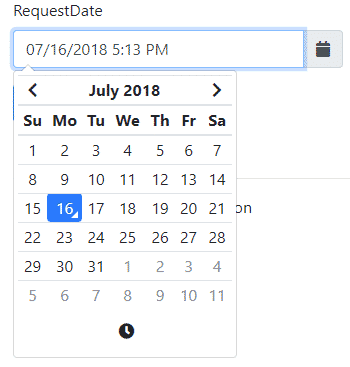 RequestDate
07/16/2018 5:13 PM
July 2018
Su Mo Tu We Th Fr Sa
1 2 3 4 5 6 7
8 9 10 11 12 13 14
15 16 17 18 19 20 21
on
22 23 24 25 26 27 28
29 30 31 1 2 3 4
5 6 7 8 9 10 11